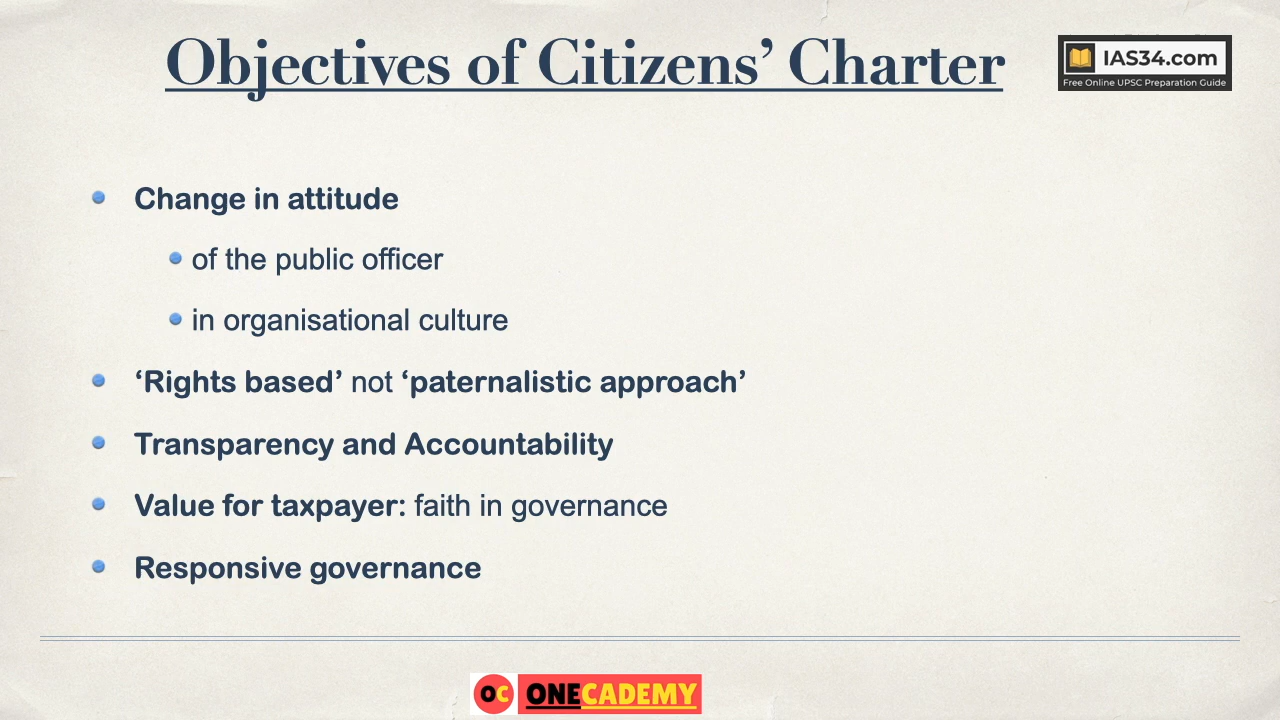 Objectives of Citizens’ Charter
IAS34.com
Free Online UPSC Preparation Guide
Change in attitude
of the public officer
in organisational culture
‘Rights based’ not ‘paternalistic approach’
Transparency and Accountability
Value for taxpayer: faith in governance
Responsive governance
OC ONECADEMY